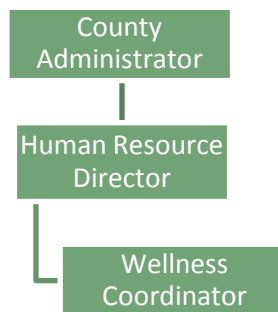 County
Administrator
Human Resource
Director
Wellness
Coordinator